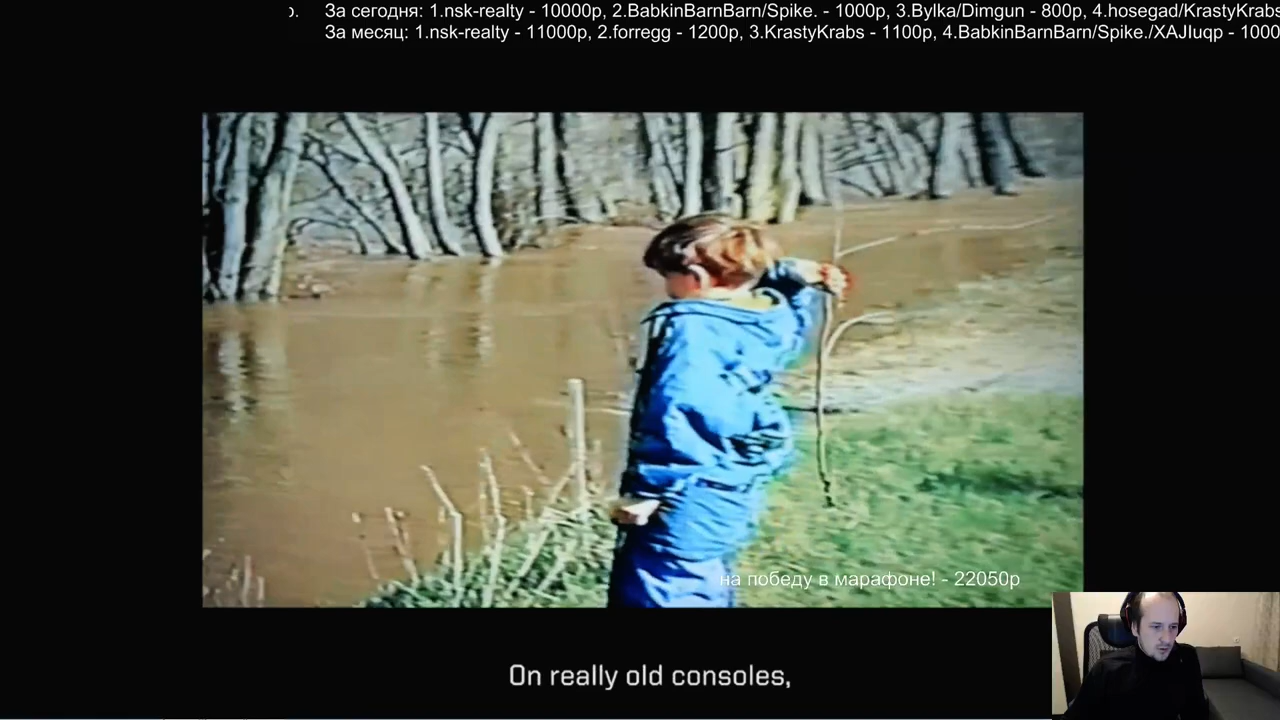 р.
За сегодня: 1.nsk-realty - 10000р, 2.BabkinBarnBarn/Spike. - 1000р, 3.Bylka/Dimgun - 800р, 4.hosegad/KrastyKrabs
За месяц: 1.nsk-realty - 11000р, 2.forregg - 1200р, 3.KrastyKrabs - 1100р, 4.BabkinBarnBarn/Spike./XAJIuqp - 1000
на победу в марафоне! - 22050р
On really old consoles,